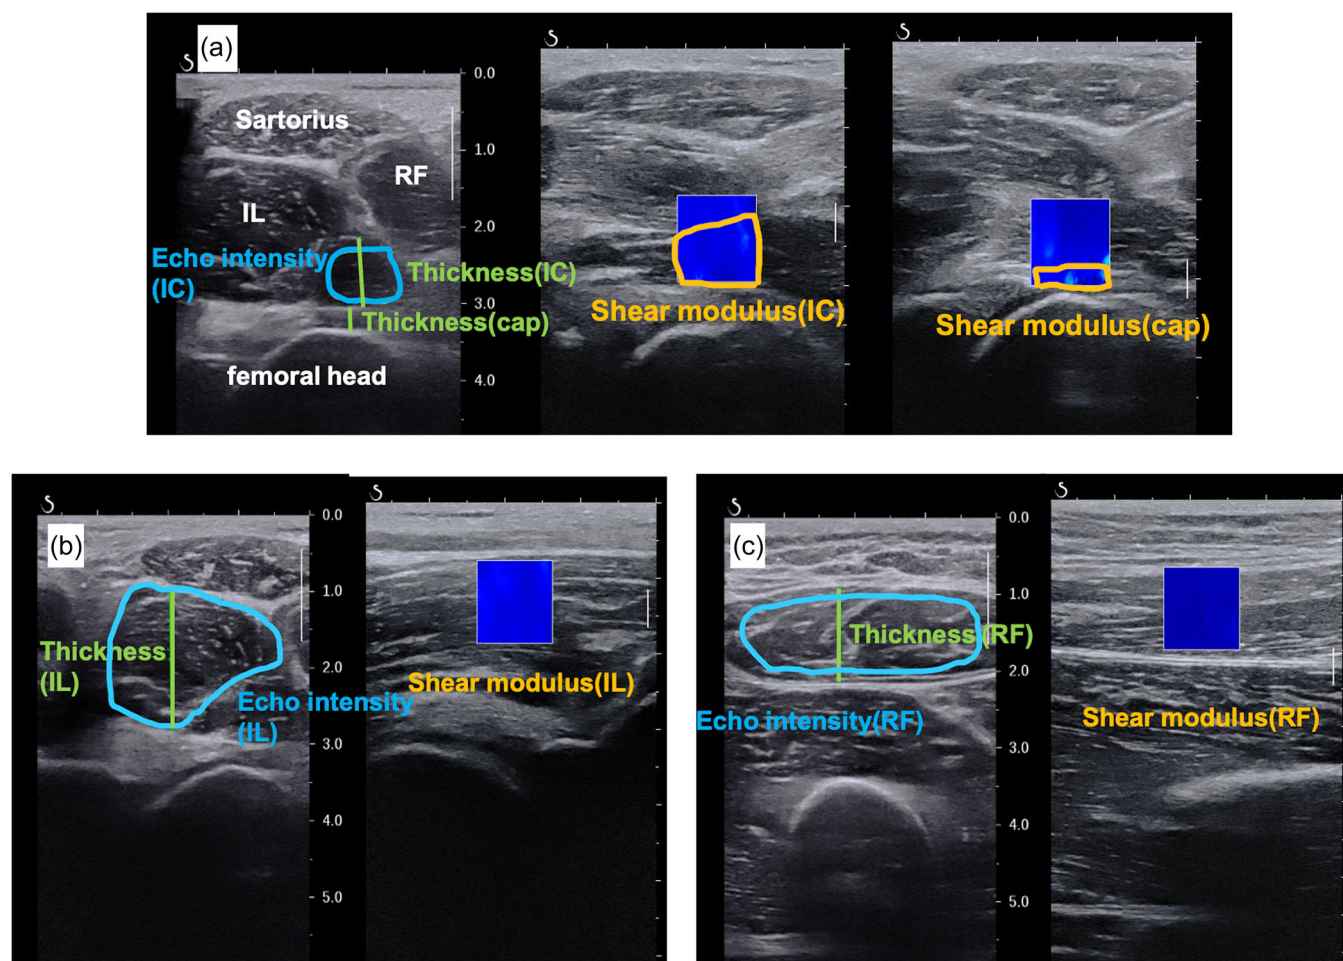 (a)
0.0
Sartorius
1.0
RF
IL
2.0
Echo intensity
(IC)
Thickness(IC)
3.0
Thickness(cap)
femoral head
4.0
Shear modulus(IC)
Shear modulus(cap)
(b)
0.0
1.0
Thickness
(IL)
2.0
Echo intensity
(IL)
3.0
4.0
5.0
Shear modulus(IL)
(c)
0.0
1.0
Thickness(RF)
2.0
Echo intensity(RF)
3.0
4.0
5.0
Shear modulus(RF)